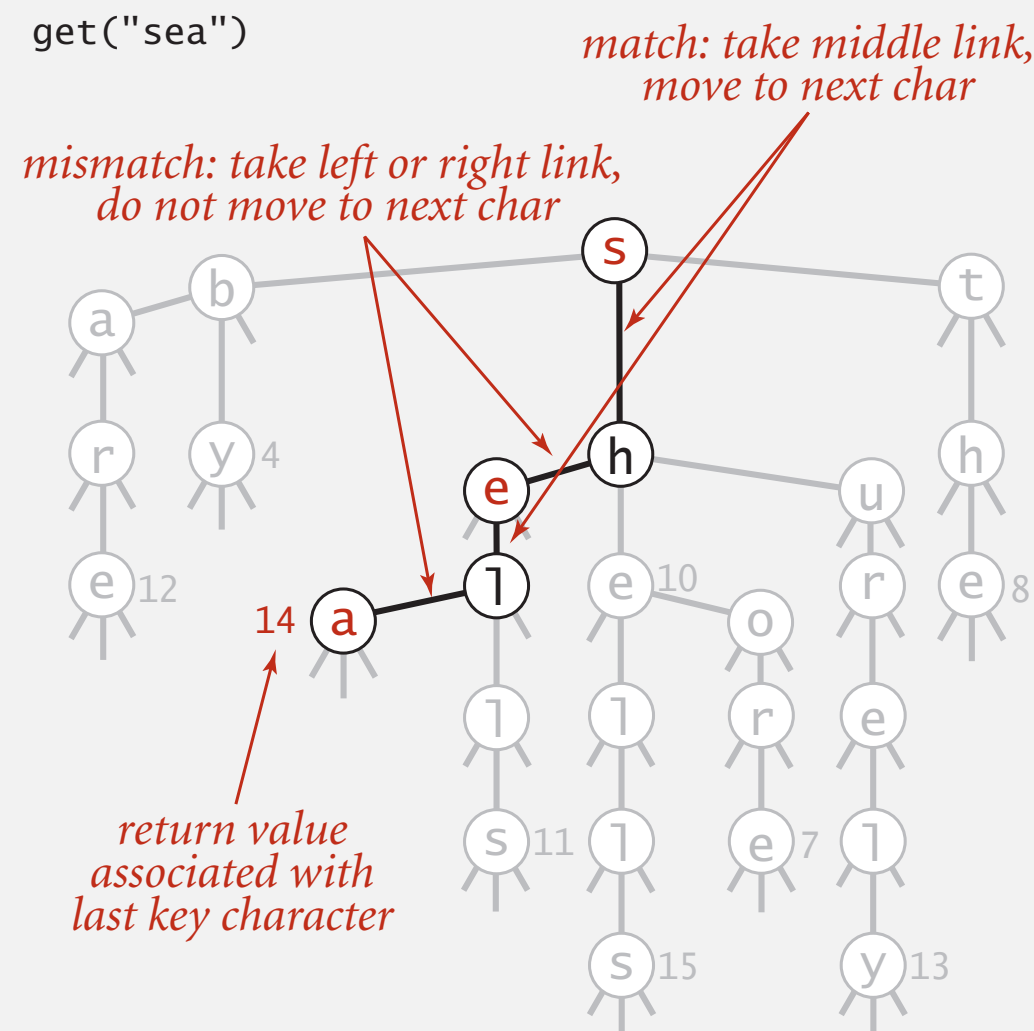 get("sea")
match: take middle link,
move to next char
mismatch: take left or right link,
do not move to next char
s
b
t
a
r
y 4
h
h
e
u
e 12
14 a
l
e 10
o
r
e 8
l
l
r
e
s 11
l
e 7
l
s 15
y 13
return value
associated with
last key character